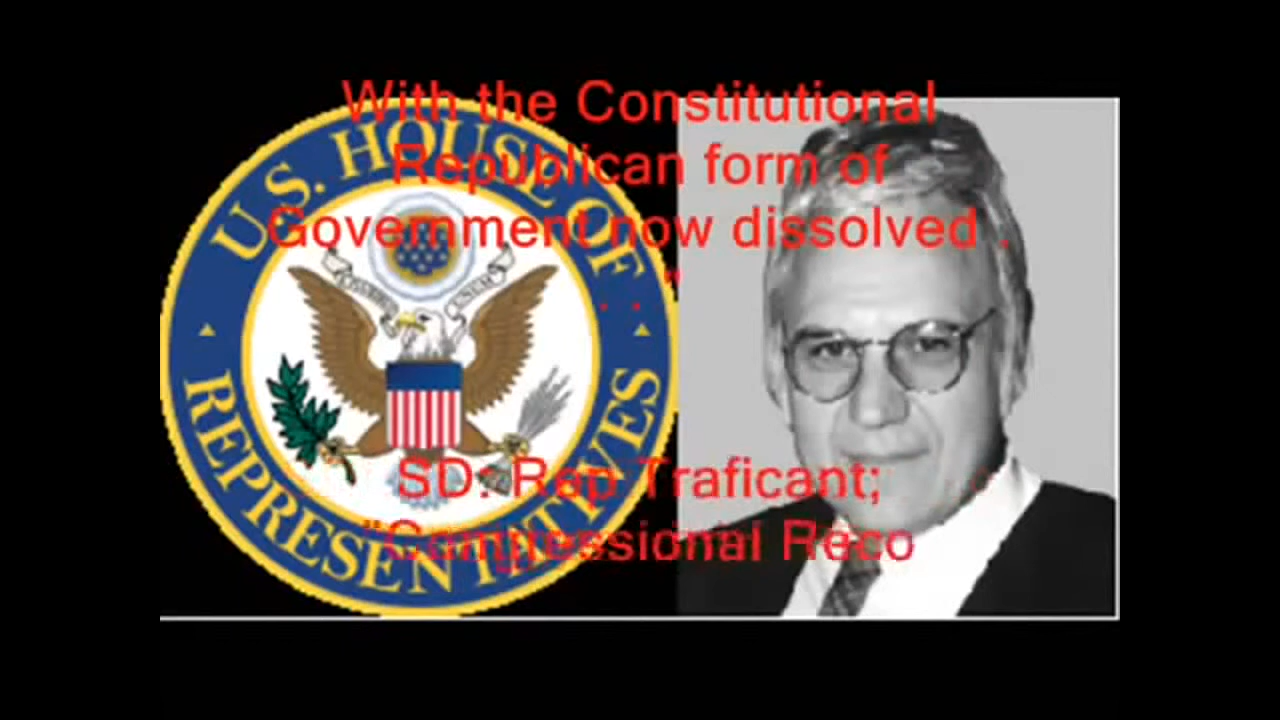 With the Constitutional
Republican form of
Government now dissolved .
. . "
SD: Rep Traficant;
"Congressional Reco
U.S. HOUSE OF
REPRESENTATIVES